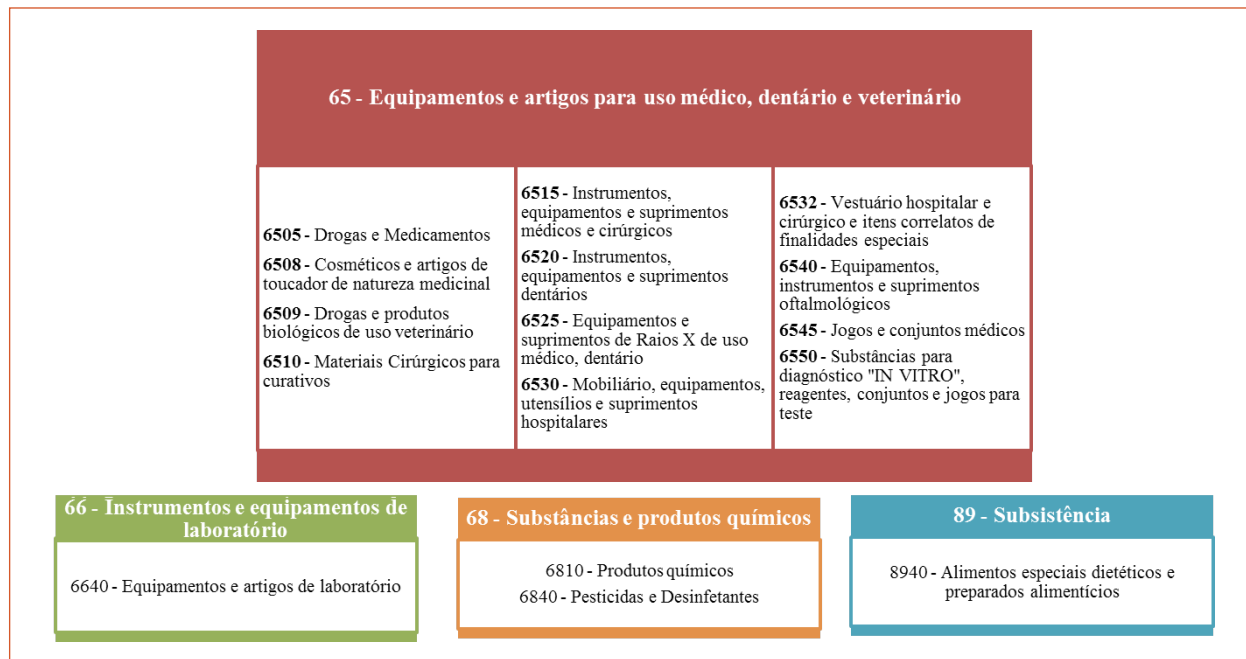 65 - Equipamentos e artigos para uso médico, dentário e veterinário
6505 - Drogas e Medicamentos
6508 - Cosméticos e artigos de
toucador de natureza medicinal
6509 - Drogas e produtos
biológicos de uso veterinário
6510 - Materiais Cirúrgicos para
curativos
6515 - Instrumentos,
equipamentos e suprimentos
médicos e cirúrgicos
6520 - Instrumentos,
equipamentos e suprimentos
dentários
6525 - Equipamentos e
suprimentos de Raios X de uso
médico, dentário
6530 - Mobiliário, equipamentos,
utensílios e suprimentos
hospitalares
6532 - Vestuário hospitalar e
cirúrgico e itens correlatos de
finalidades especiais
6540 - Equipamentos,
instrumentos e suprimentos
oftalmológicos
6545 - Jogos e conjuntos médicos
6550 - Substâncias para
diagnóstico "IN VITRO",
reagentes, conjuntos e jogos para
teste
66 - Instrumentos e equipamentos de
laboratório
6640 - Equipamentos e artigos de laboratório
68 - Substâncias e produtos químicos
6810 - Produtos químicos
6840 - Pesticidas e Desinfetantes
89 - Subsistência
8940 - Alimentos especiais dietéticos e
preparados alimentícios